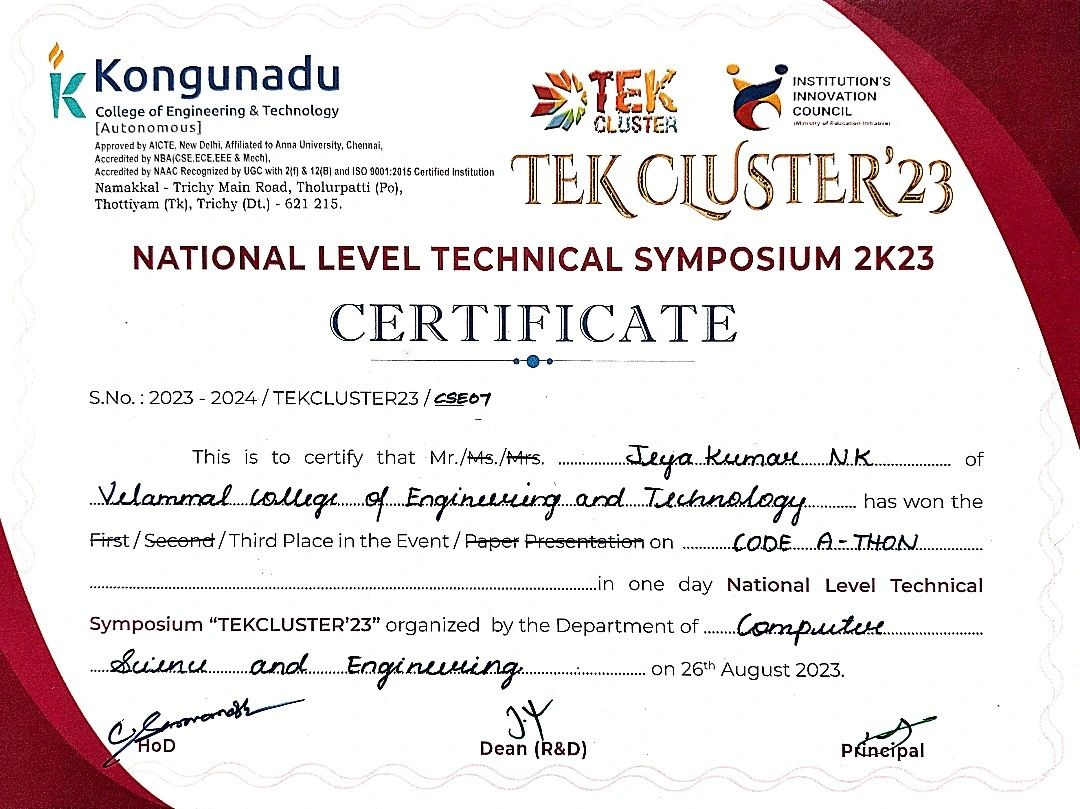 Kongunadu
College of Engineering & Technology
[Autonomous]
Approved by AICTE, New Delhi, Affiliated to Anna University, Chennai,
Accredited by NBA(CSE,ECE,EEE & Mech),
Accredited by NAAC Recognized by UGC with 2(f) & 12(B) and ISO 9001:2015 Certified Institution
Namakkal - Trichy Main Road, Tholurpatti (Po),
Thottiyam (Tk), Trichy (Dt.) - 621 215.
TEK
CLUSTER
INSTITUTION'S
INNOVATION
COUNCIL
(Ministry of Education Initiative)
TEK CLUSTER'23
NATIONAL LEVEL TECHNICAL SYMPOSIUM 2K23
CERTIFICATE
S.No. : 2023 - 2024 / TEKCLUSTER23 / CSE07
This is to certify that Mr./Ms./Mrs. Jeya Kumar N.K of
Velammal College of Engineering and Technology has won the
First / Second / Third Place in the Event / Paper Presentation on CODE A-THON
in one day National Level Technical
Symposium “TEKCLUSTER'23” organized by the Department of Computer
Science and Engineering on 26th August 2023.
HoD
Dean (R&D)
Principal